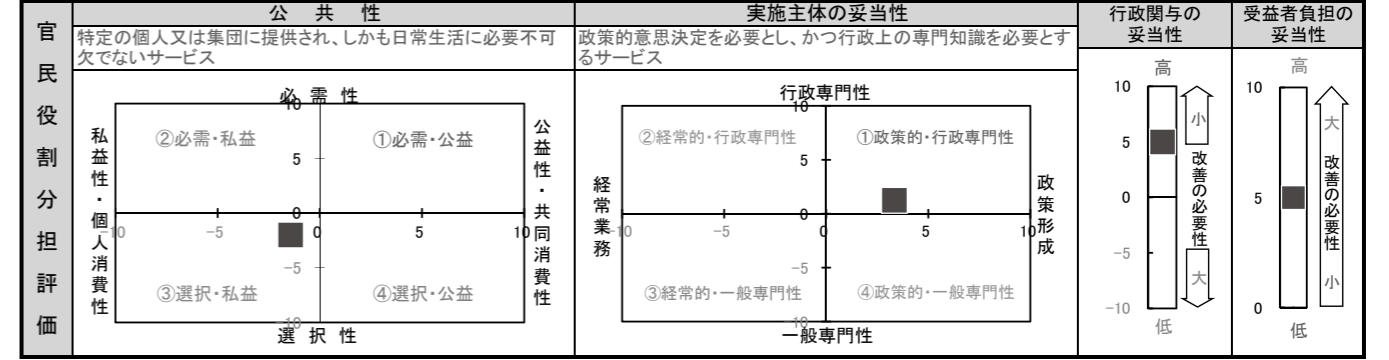 官民役割分担評価
公共性
実施主体の妥当性
行政関与の
妥当性
受益者負担の
妥当性
特定の個人又は集団に提供され、しかも日常生活に必要不可
欠でないサービス
政策的意思決定を必要とし、かつ行政上の専門知識を必要とす
るサービス
必需性
10
私益性・個人消費性
公益性・共同消費性
②必需・私益
①必需・公益
5
0
-10
-5
0
5
10
-5
③選択・私益
④選択・公益
-10
選択性
行政専門性
10
経常業務
政策形成
②経常的・行政専門性
①政策的・行政専門性
5
0
-10
-5
0
5
10
-5
③経常的・一般専門性
④政策的・一般専門性
-10
一般専門性
高
10
5
0
-5
-10
低
小
改善の必要性
大
高
10
5
0
低
大
改善の必要性
小